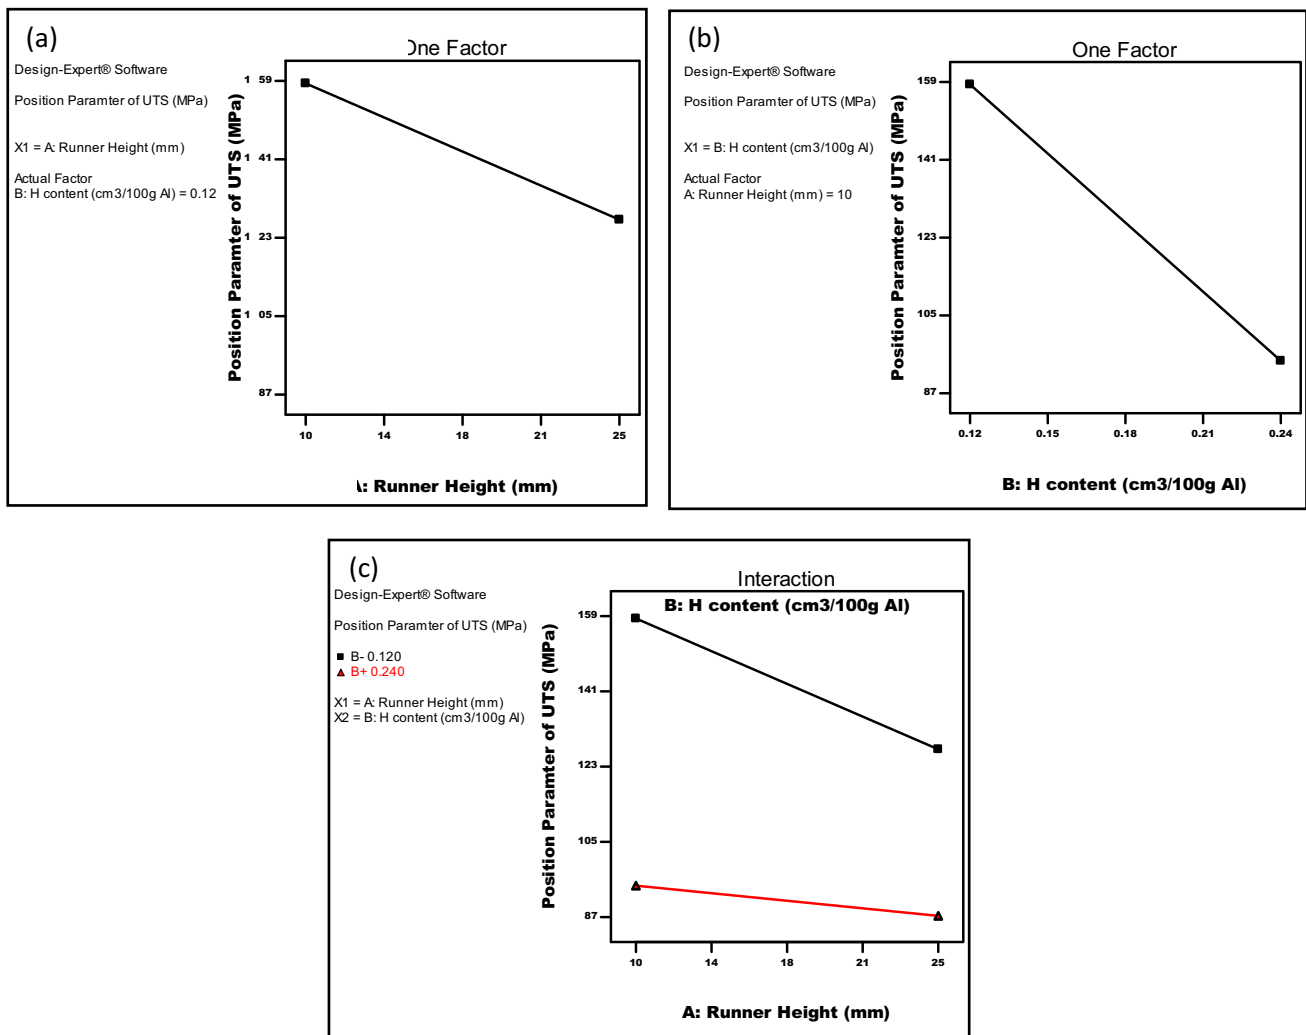 (a)
One Factor
Design-Expert® Software
Position Paramter of UTS (MPa)
X1 = A: Runner Height (mm)
Actual Factor
B: H content (cm3/100g Al) = 0.12
Position Paramter of UTS (MPa)
1 59
1 41
1 23
1 05
87
10 14 18 21 25
A: Runner Height (mm)
(b)
One Factor
Design-Expert® Software
Position Paramter of UTS (MPa)
X1 = B: H content (cm3/100g Al)
Actual Factor
A: Runner Height (mm) = 10
Position Paramter of UTS (MPa)
159
141
123
105
87
0.12 0.15 0.18 0.21 0.24
B: H content (cm3/100g Al)
(c)
Interaction
Design-Expert® Software
Position Paramter of UTS (MPa)
B- 0.120
B+ 0.240
X1 = A: Runner Height (mm)
X2 = B: H content (cm3/100g Al)
B: H content (cm3/100g Al)
Position Paramter of UTS (MPa)
159
141
123
105
87
10 14 18 21 25
A: Runner Height (mm)